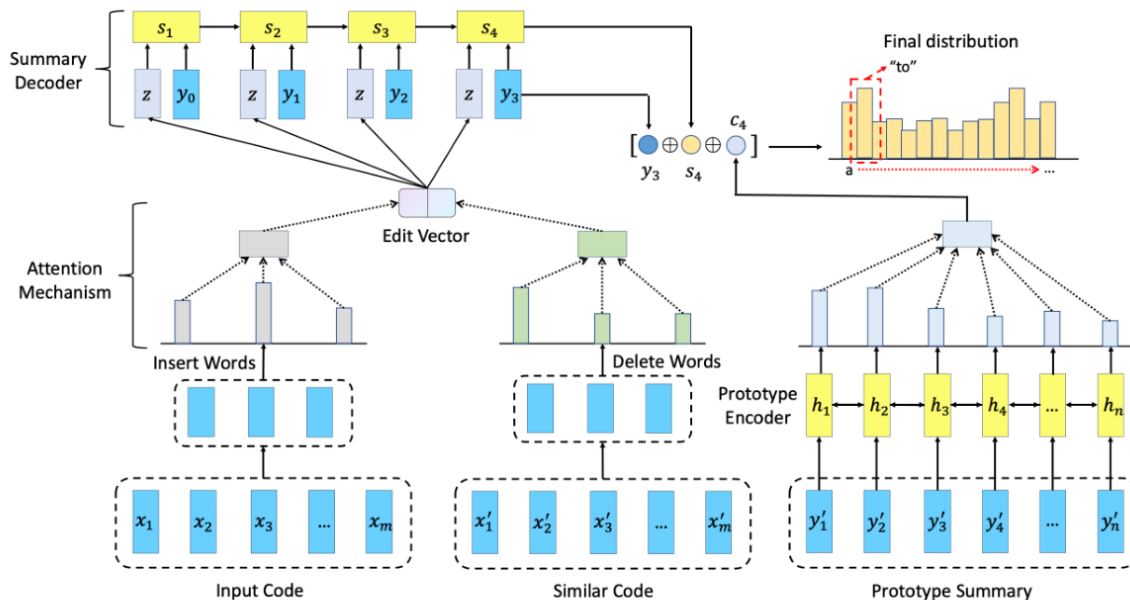 s₁ s₂ s₃ s₄
Summary
Decoder
z y₀ z y₁ z y₂ z y₃
Final distribution
“to”
c₄
[ ⊕ ⊕ ]
y₃ s₄
a ...
Edit Vector
Attention
Mechanism
Insert Words
Delete Words
Prototype
Encoder
h₁ h₂ h₃ h₄ ... hₙ
x₁ x₂ x₃ ... xₘ
x′₁ x′₂ x′₃ ... x′ₘ
y′₁ y′₂ y′₃ y′₄ ... y′ₙ
Input Code
Similar Code
Prototype Summary